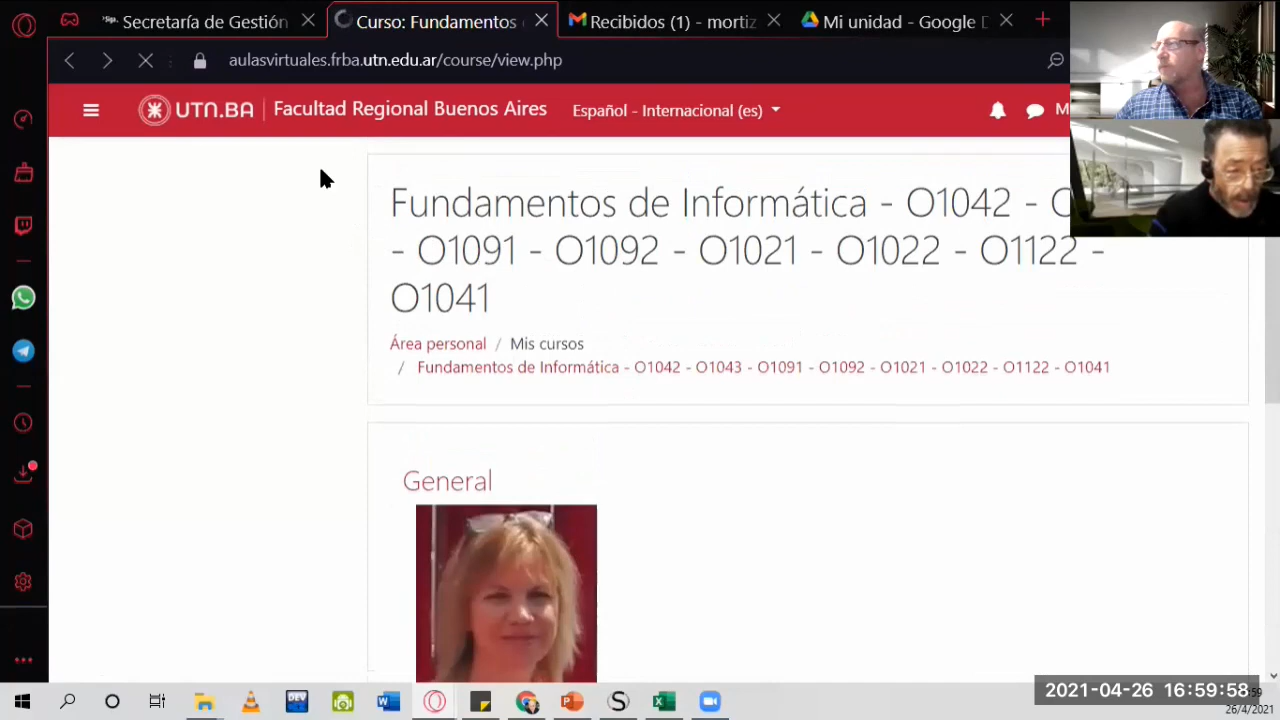 Secretaría de Gestión
Curso: Fundamentos
Recibidos (1) - mortiz
Mi unidad - Google D
aulasvirtuales.frba.utn.edu.ar/course/view.php
UTN.BA
Facultad Regional Buenos Aires
Español - Internacional (es)
M
Fundamentos de Informática - O1042 - O
- O1091 - O1092 - O1021 - O1022 - O1122 -
O1041
Área personal / Mis cursos
/ Fundamentos de Informática - O1042 - O1043 - O1091 - O1092 - O1021 - O1022 - O1122 - O1041
General
DEV
2021-04-26 16:59:58
26/4/2021